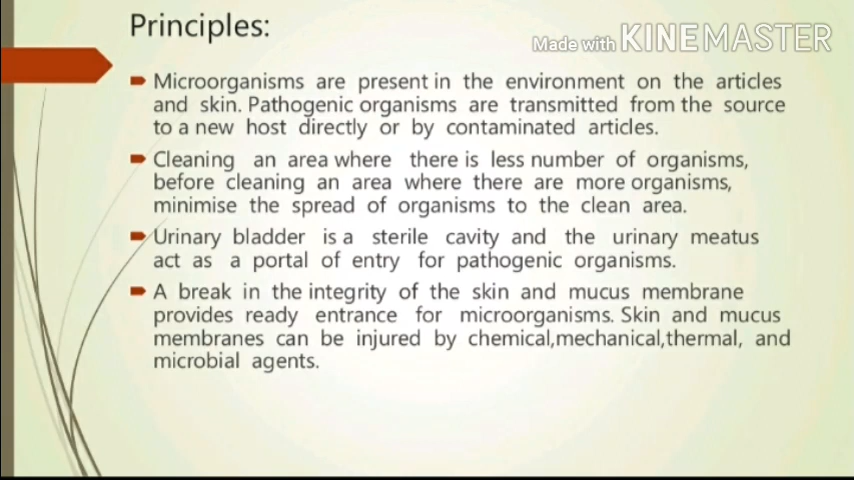 Principles:
Made with KINEMASTER
Microorganisms are present in the environment on the articles
and skin. Pathogenic organisms are transmitted from the source
to a new host directly or by contaminated articles.
Cleaning an area where there is less number of organisms,
before cleaning an area where there are more organisms,
minimise the spread of organisms to the clean area.
Urinary bladder is a sterile cavity and the urinary meatus
act as a portal of entry for pathogenic organisms.
A break in the integrity of the skin and mucus membrane
provides ready entrance for microorganisms. Skin and mucus
membranes can be injured by chemical,mechanical,thermal, and
microbial agents.